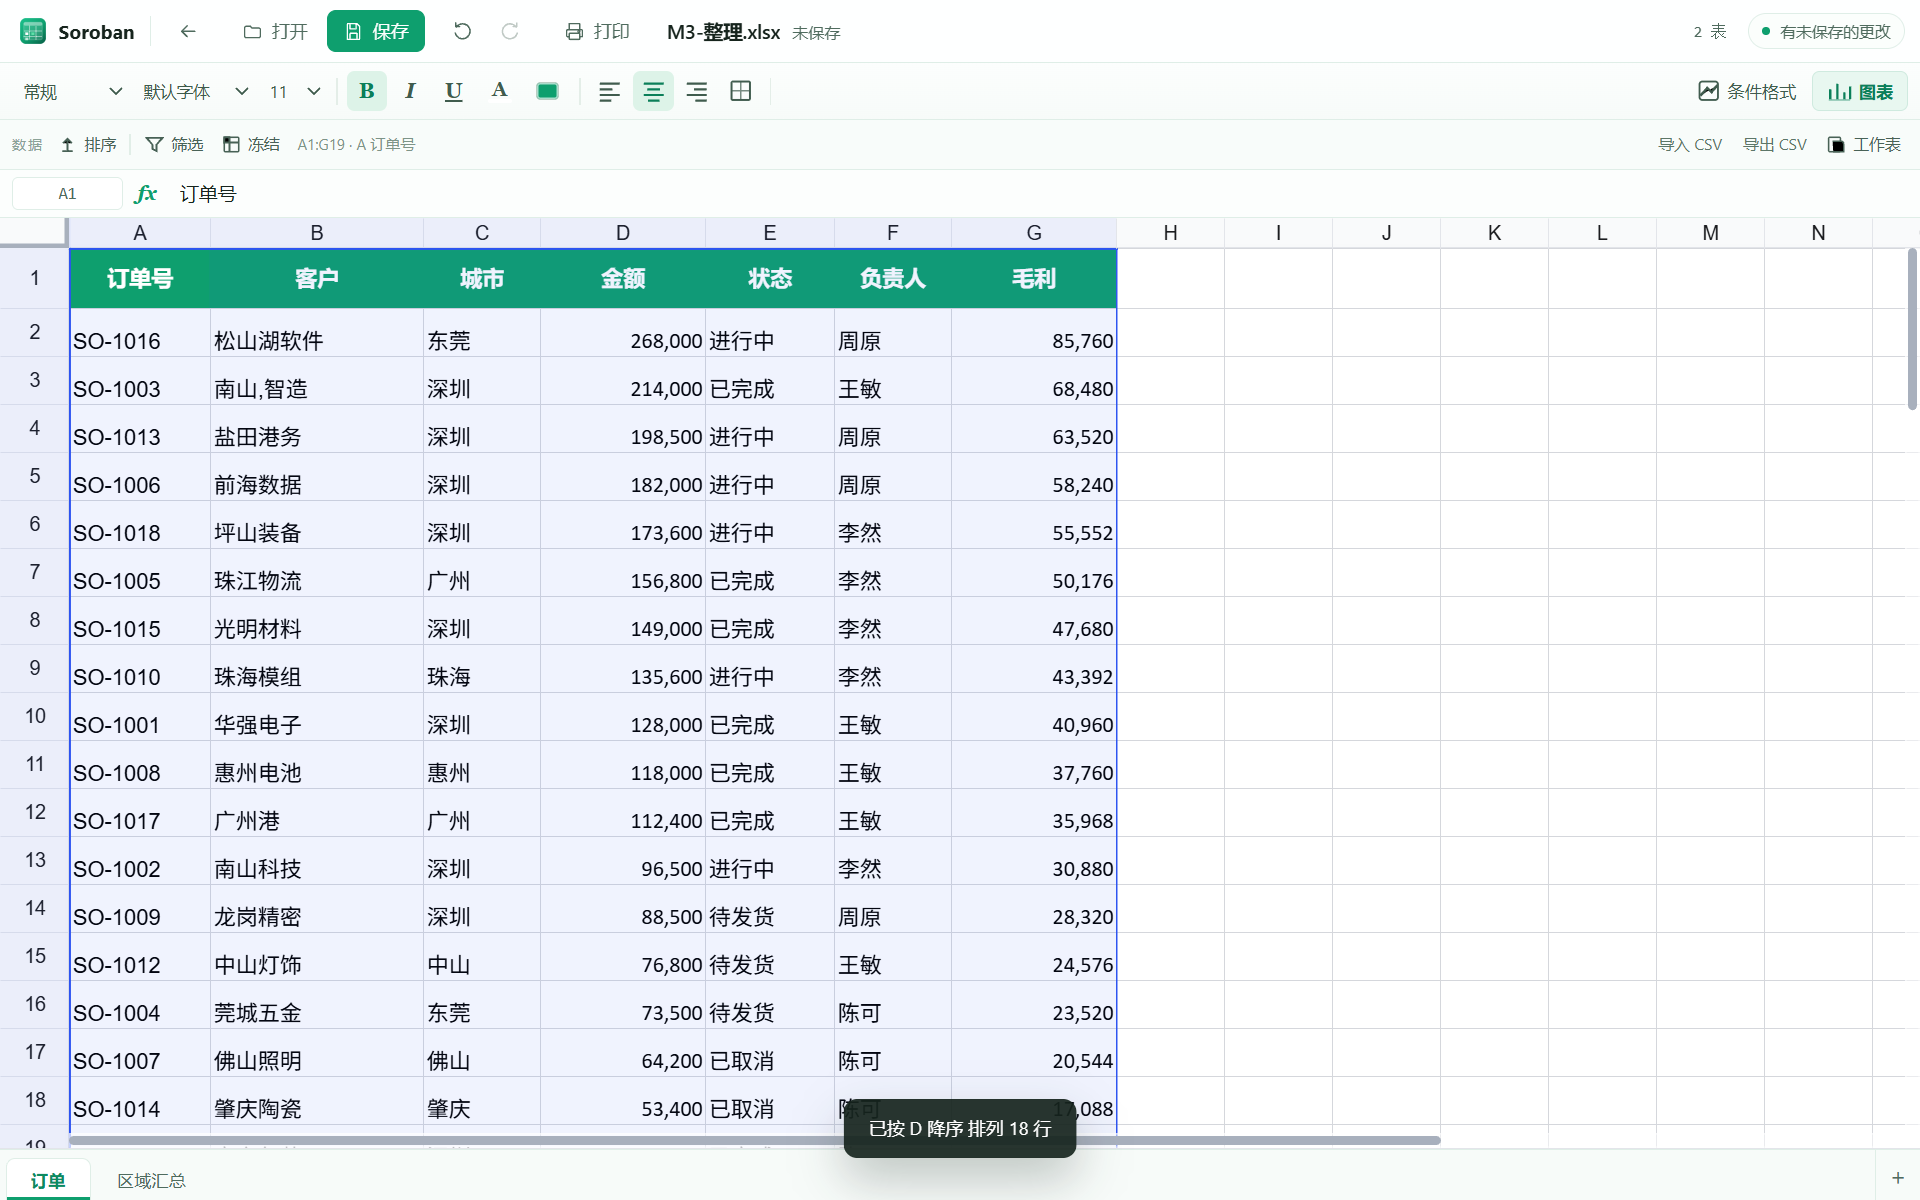 Soroban
打开
保存
打印
M3-整理.xlsx 未保存
2 表
有未保存的更改
常规
默认字体
11
B I U A
条件格式
图表
数据 排序 筛选 冻结 A1:G19 · A 订单号
导入 CSV 导出 CSV 工作表
A1 fx 订单号
A B C D E F G H I J K L M N
1 订单号 客户 城市 金额 状态 负责人 毛利
2 SO-1016 松山湖软件 东莞 268,000 进行中 周原 85,760
3 SO-1003 南山,智造 深圳 214,000 已完成 王敏 68,480
4 SO-1013 盐田港务 深圳 198,500 进行中 周原 63,520
5 SO-1006 前海数据 深圳 182,000 进行中 周原 58,240
6 SO-1018 坪山装备 深圳 173,600 进行中 李然 55,552
7 SO-1005 珠江物流 广州 156,800 已完成 李然 50,176
8 SO-1015 光明材料 深圳 149,000 已完成 李然 47,680
9 SO-1010 珠海模组 珠海 135,600 进行中 李然 43,392
10 SO-1001 华强电子 深圳 128,000 已完成 王敏 40,960
11 SO-1008 惠州电池 惠州 118,000 已完成 王敏 37,760
12 SO-1017 广州港 广州 112,400 已完成 王敏 35,968
13 SO-1002 南山科技 深圳 96,500 进行中 李然 30,880
14 SO-1009 龙岗精密 深圳 88,500 待发货 周原 28,320
15 SO-1012 中山灯饰 中山 76,800 待发货 王敏 24,576
16 SO-1004 莞城五金 东莞 73,500 待发货 陈可 23,520
17 SO-1007 佛山照明 佛山 64,200 已取消 陈可 20,544
18 SO-1014 肇庆陶瓷 肇庆 53,400 已取消 陈可 17,088
19
已按 D 降序 排列 18 行
订单 区域汇总